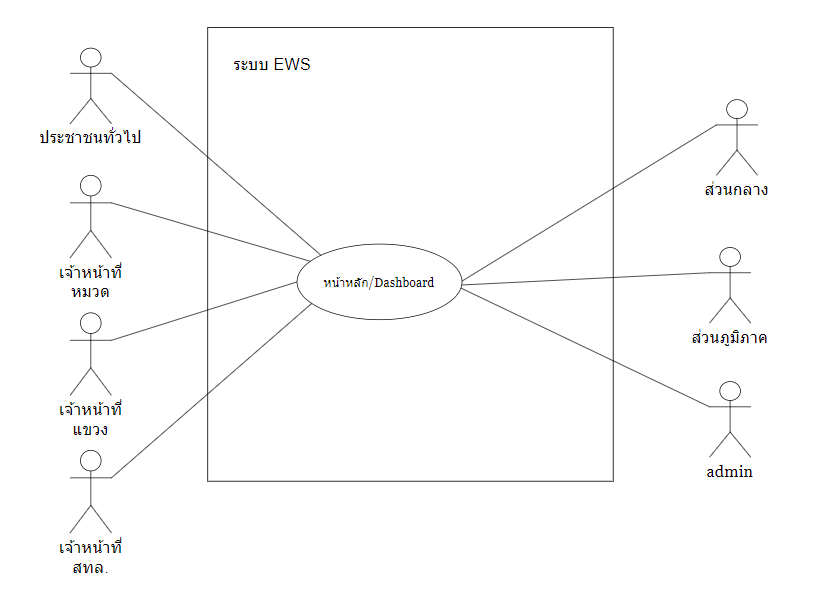 ระบบ EWS
ประชาชนทั่วไป
เจ้าหน้าที่
หมวด
เจ้าหน้าที่
แขวง
เจ้าหน้าที่
สทล.
หน้าหลัก/Dashboard
ส่วนกลาง
ส่วนภูมิภาค
admin